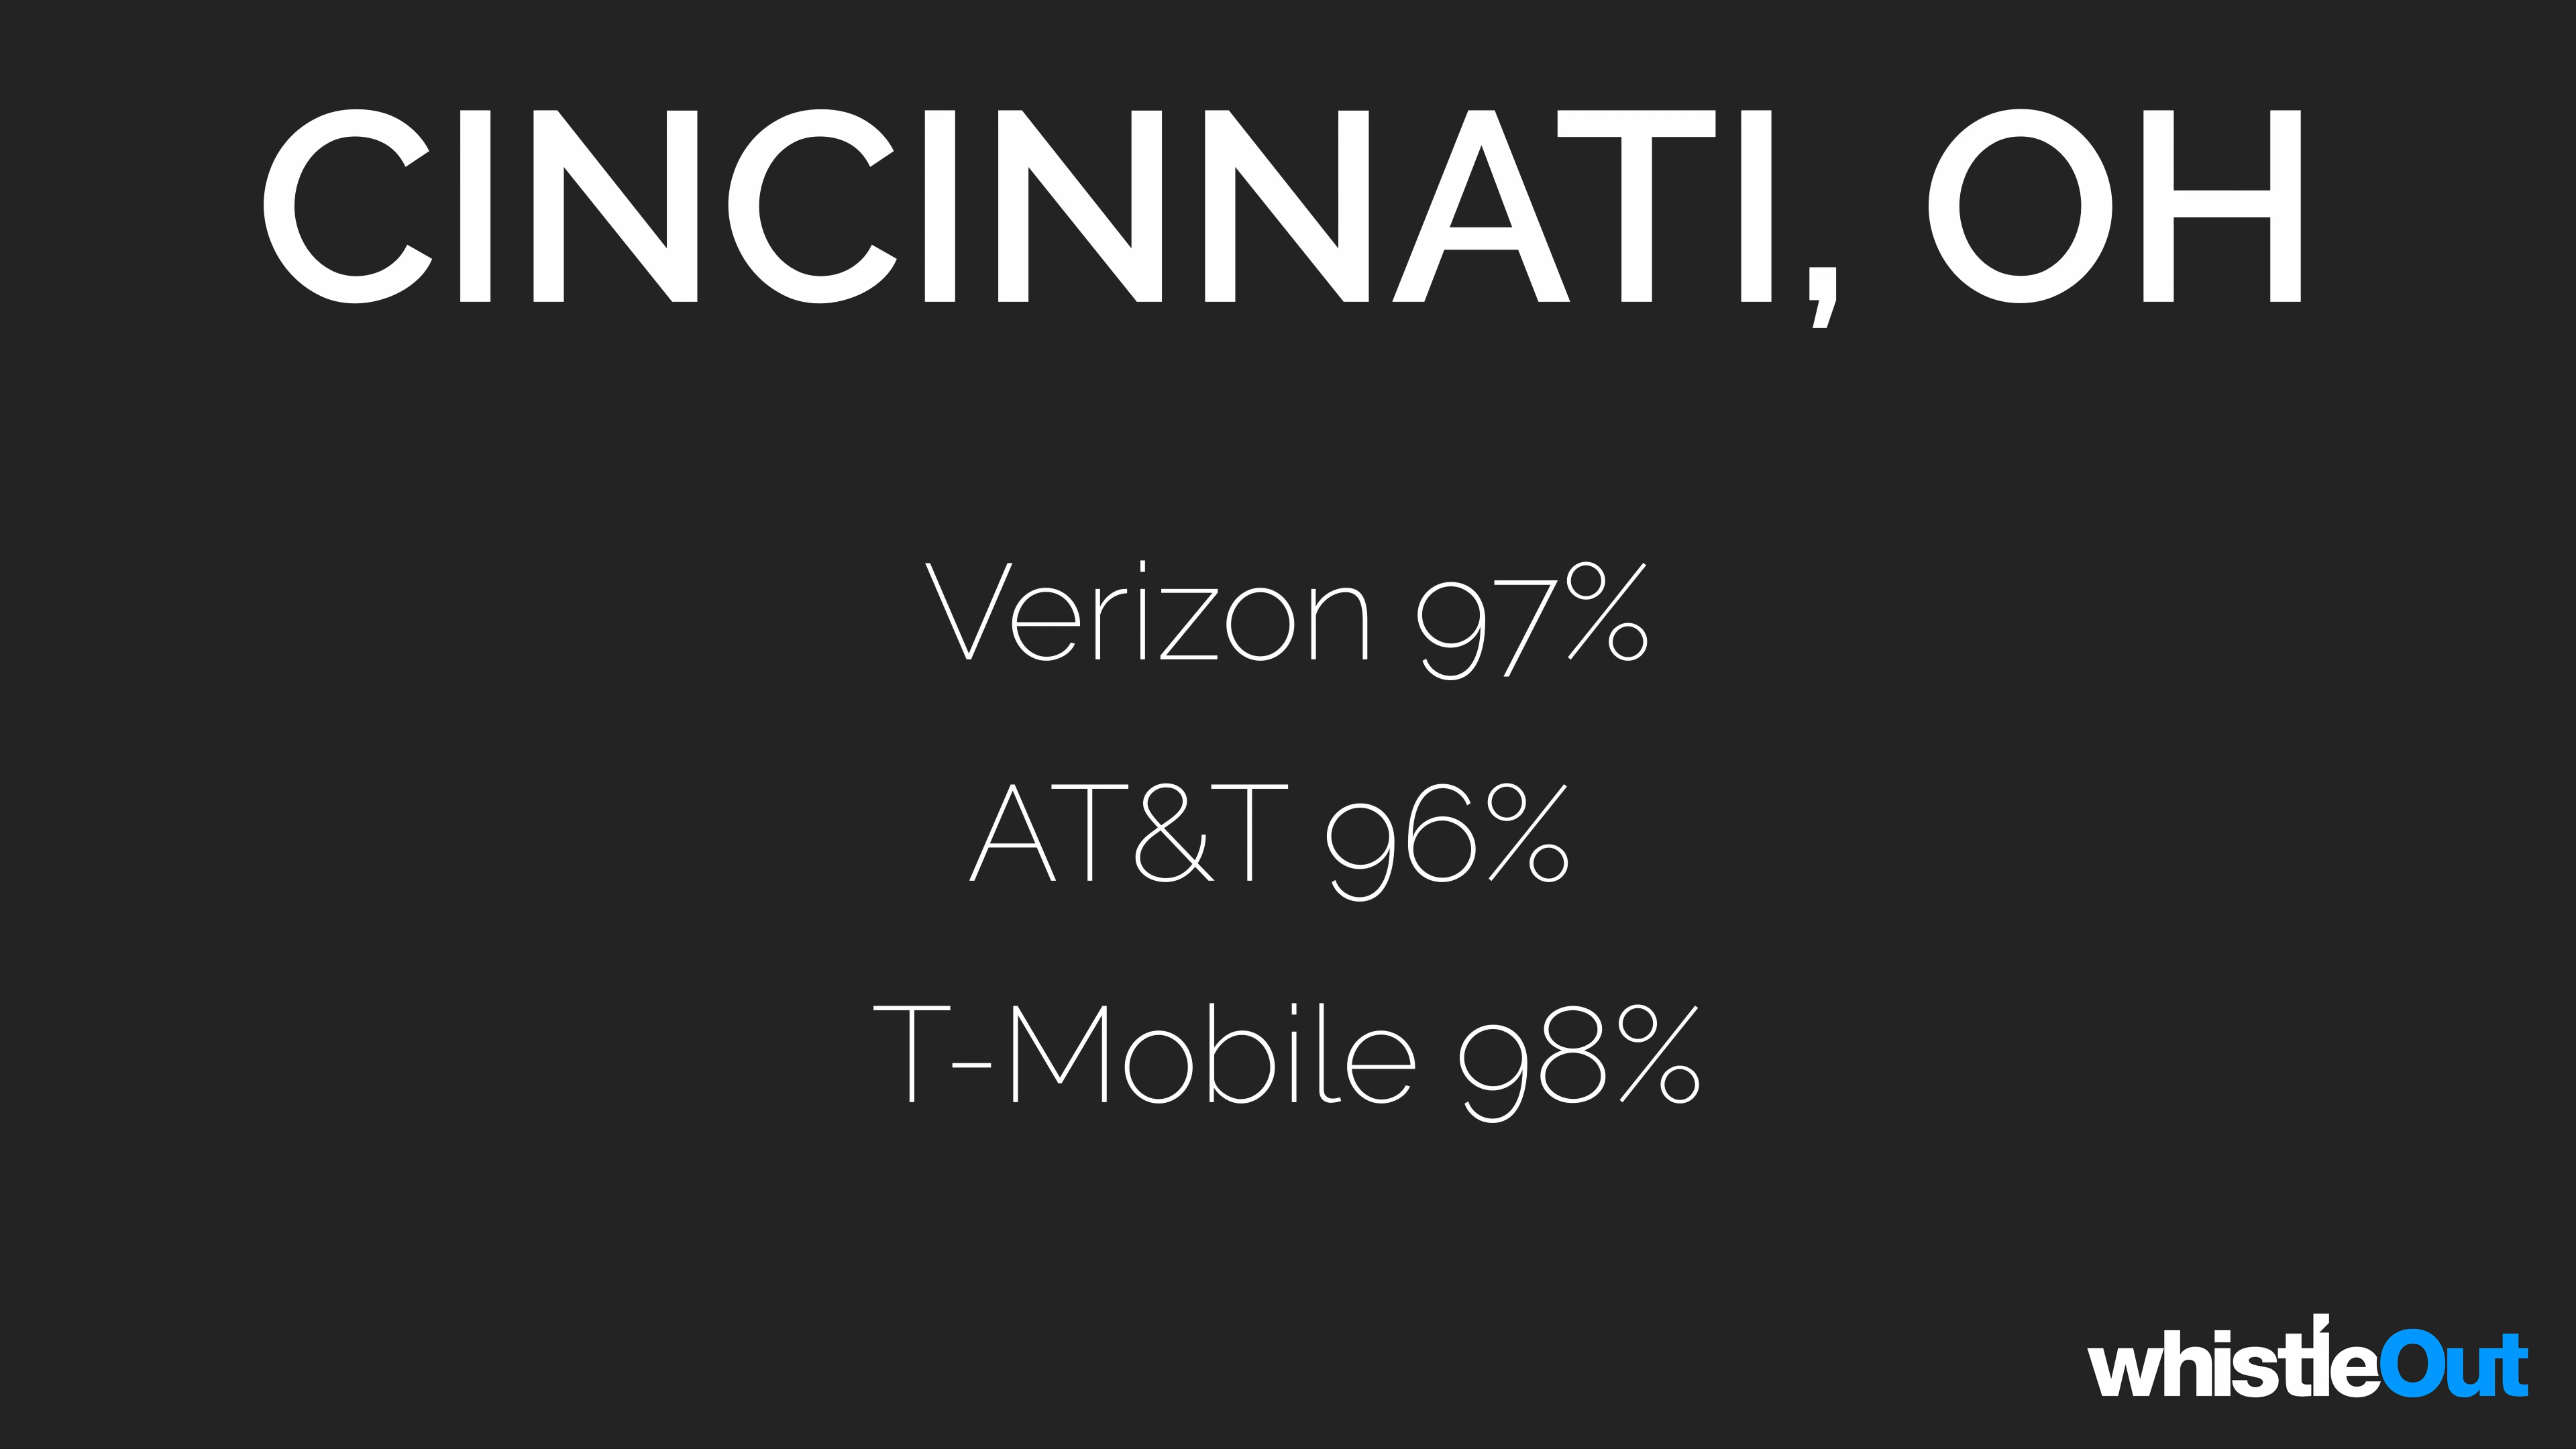 CINCINNATI, OH
Verizon 97%
AT&T 96%
T-Mobile 98%
whistleOut